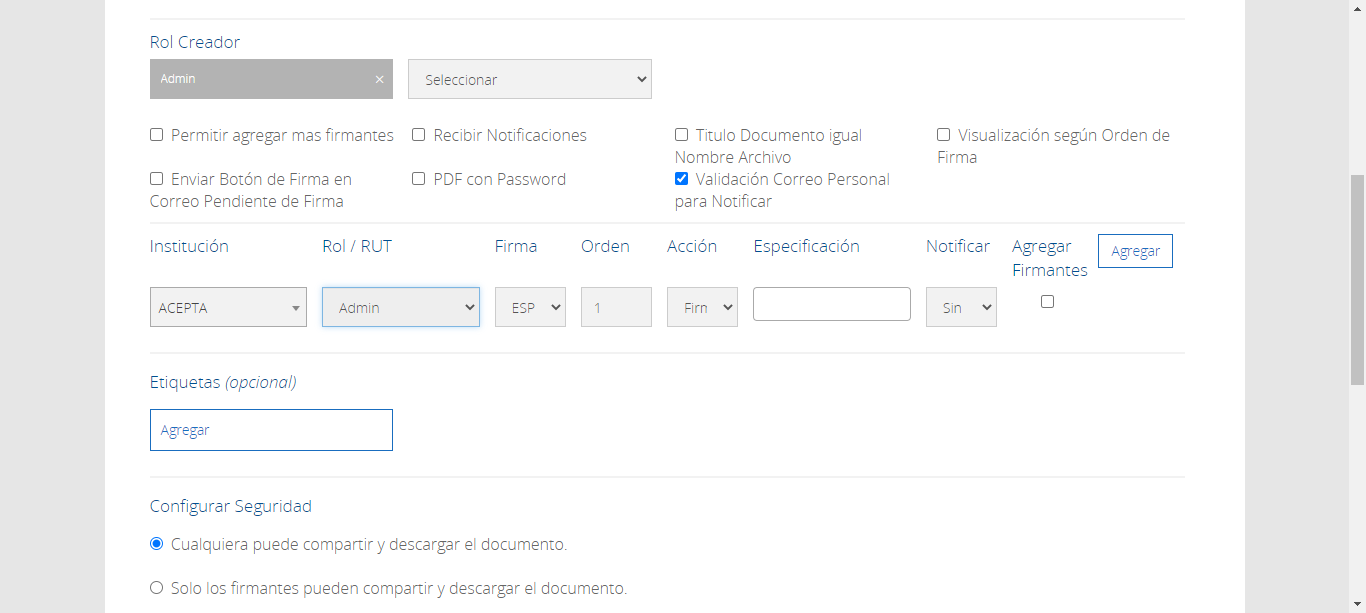 Rol Creador
Admin ×
Seleccionar
Permitir agregar mas firmantes
Recibir Notificaciones
Titulo Documento igual
Nombre Archivo
Visualización según Orden de
Firma
Enviar Botón de Firma en
Correo Pendiente de Firma
PDF con Password
Validación Correo Personal
para Notificar
Institución
Rol / RUT
Firma
Orden
Acción
Especificación
Notificar
Agregar
Firmantes
Agregar
ACEPTA
Admin
ESP
1
Firn
Sin
Etiquetas (opcional)
Agregar
Configurar Seguridad
Cualquiera puede compartir y descargar el documento.
Solo los firmantes pueden compartir y descargar el documento.